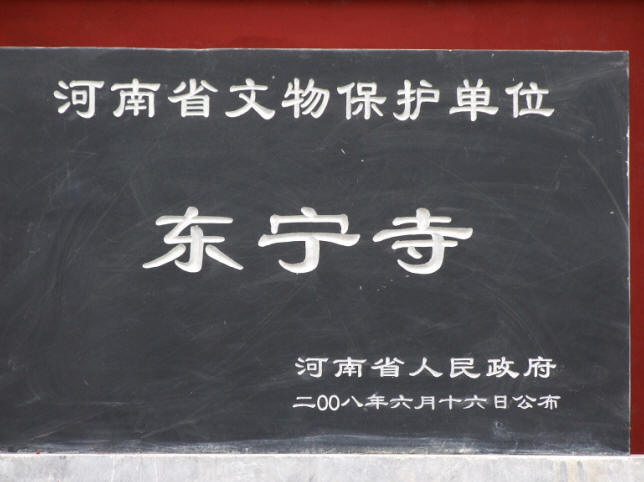 河南省文物保护单位
东宁寺
河南省人民政府
二00八年六月十六日公布